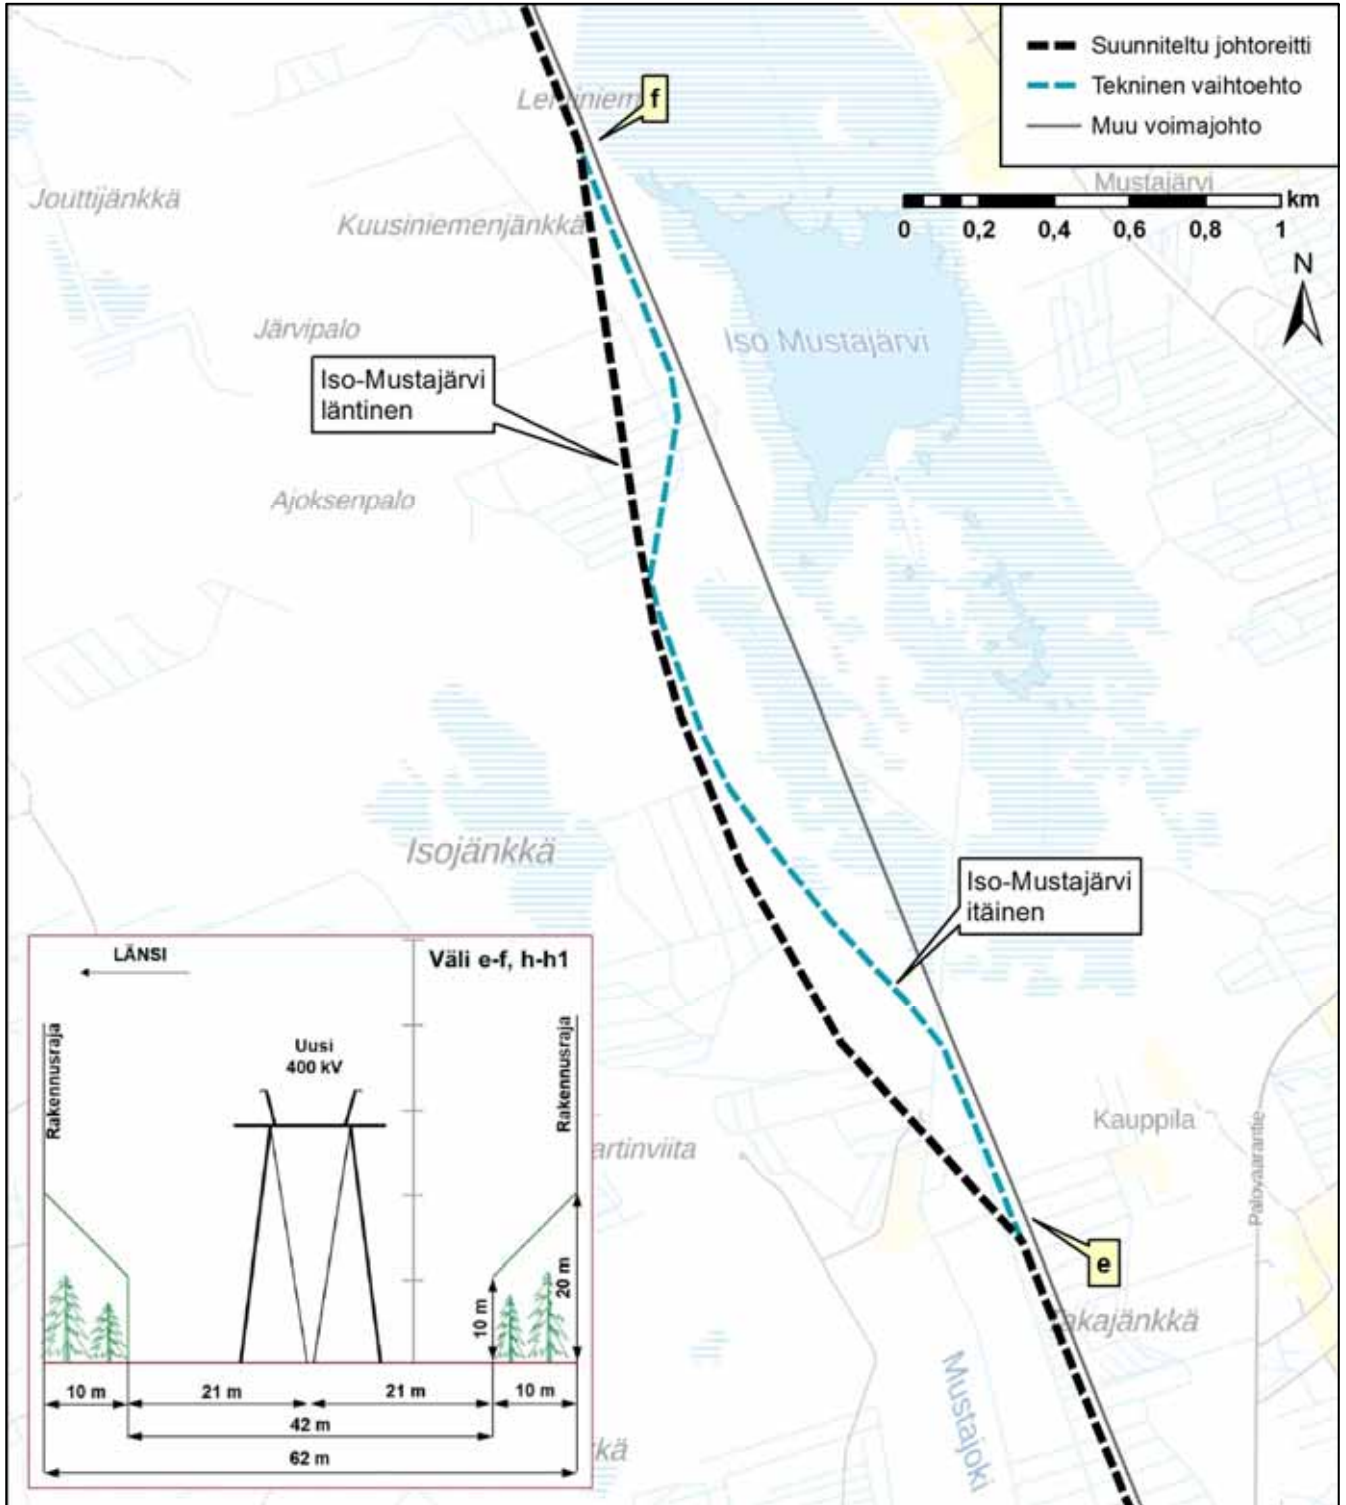 Suunniteltu johtoreitti
Tekninen vaihtoehto
Muu voimajohto
f
Mustajärvi
km
0 0,2 0,4 0,6 0,8 1
N
Jouttijänkkä
Kuusiniemenjänkkä
Järvipalo
Iso Mustajärvi
Iso-Mustajärvi
läntinen
Ajoksenpalo
Isojänkkä
Iso-Mustajärvi
itäinen
Kauppila
Palovaarantie
artinviita
e
akajänkkä
Mustajoki
kä
LÄNSI
Väli e-f, h-h1
Rakennusraja
Uusi
400 kV
Rakennusraja
10 m
20 m
10 m
21 m
21 m
10 m
42 m
62 m